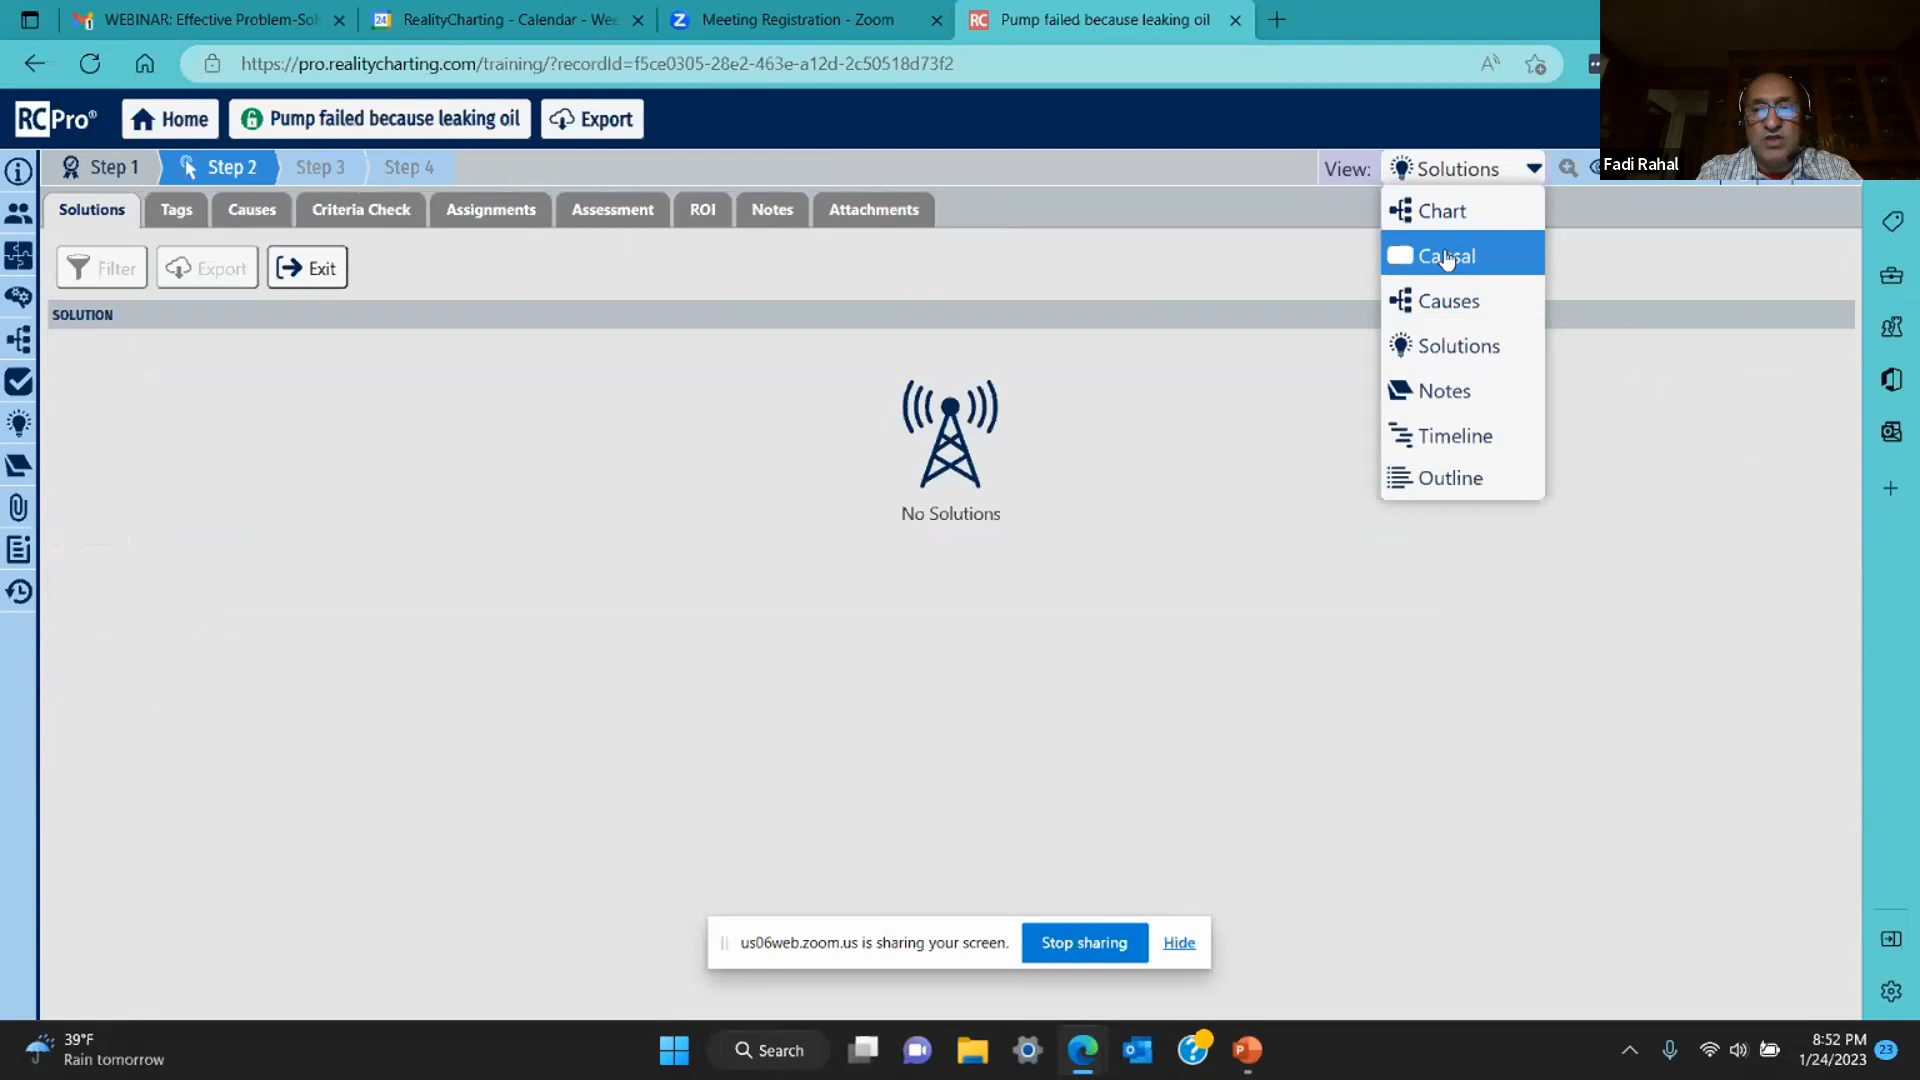 WEBINAR: Effective Problem-Sol
RealityCharting - Calendar - Wee
Meeting Registration - Zoom
RC
Pump failed because leaking oil
https://pro.realitycharting.com/training/?recordId=f5ce0305-28e2-463e-a12d-2c50518d73f2
RCPro®
Home
Pump failed because leaking oil
Export
Fadi Rahal
Step 1
Step 2
Step 3
Step 4
View:
Solutions
Solutions
Tags
Causes
Criteria Check
Assignments
Assessment
ROI
Notes
Attachments
Chart
Causal
Causes
Solutions
Notes
Timeline
Outline
Filter
Export
Exit
SOLUTION
No Solutions
us06web.zoom.us is sharing your screen.
Stop sharing
Hide
39°F
Rain tomorrow
Search
8:52 PM
1/24/2023
23